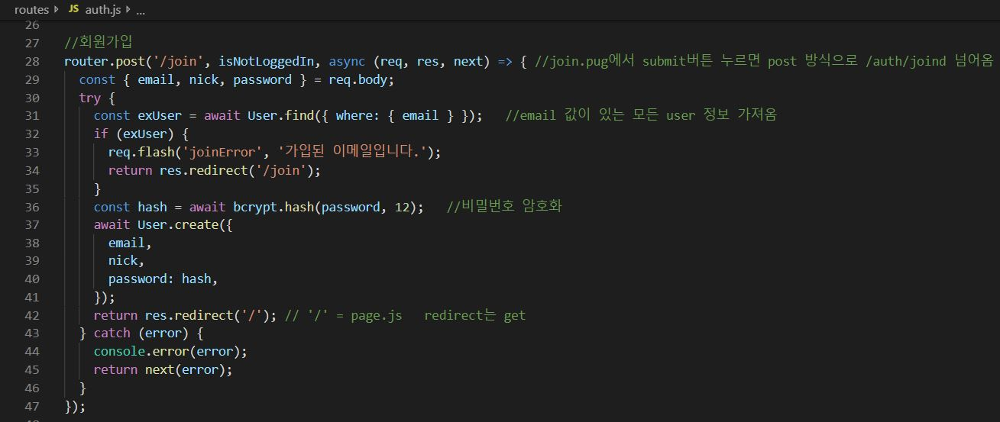 routes > JS auth.js > ...
26
27 //회원가입
28 router.post('/join', isNotLoggedIn, async (req, res, next) => { //join.pug에서 submit버튼 누르면 post 방식으로 /auth/joind 넘어옴
29   const { email, nick, password } = req.body;
30   try {
31     const exUser = await User.find({ where: { email } });   //email 값이 있는 모든 user 정보 가져옴
32     if (exUser) {
33       req.flash('joinError', '가입된 이메일입니다.');
34       return res.redirect('/join');
35     }
36     const hash = await bcrypt.hash(password, 12);   //비밀번호 암호화
37     await User.create({
38       email,
39       nick,
40       password: hash,
41     });
42     return res.redirect('/'); // '/' = page.js   redirect는 get
43   } catch (error) {
44     console.error(error);
45     return next(error);
46   }
47 });